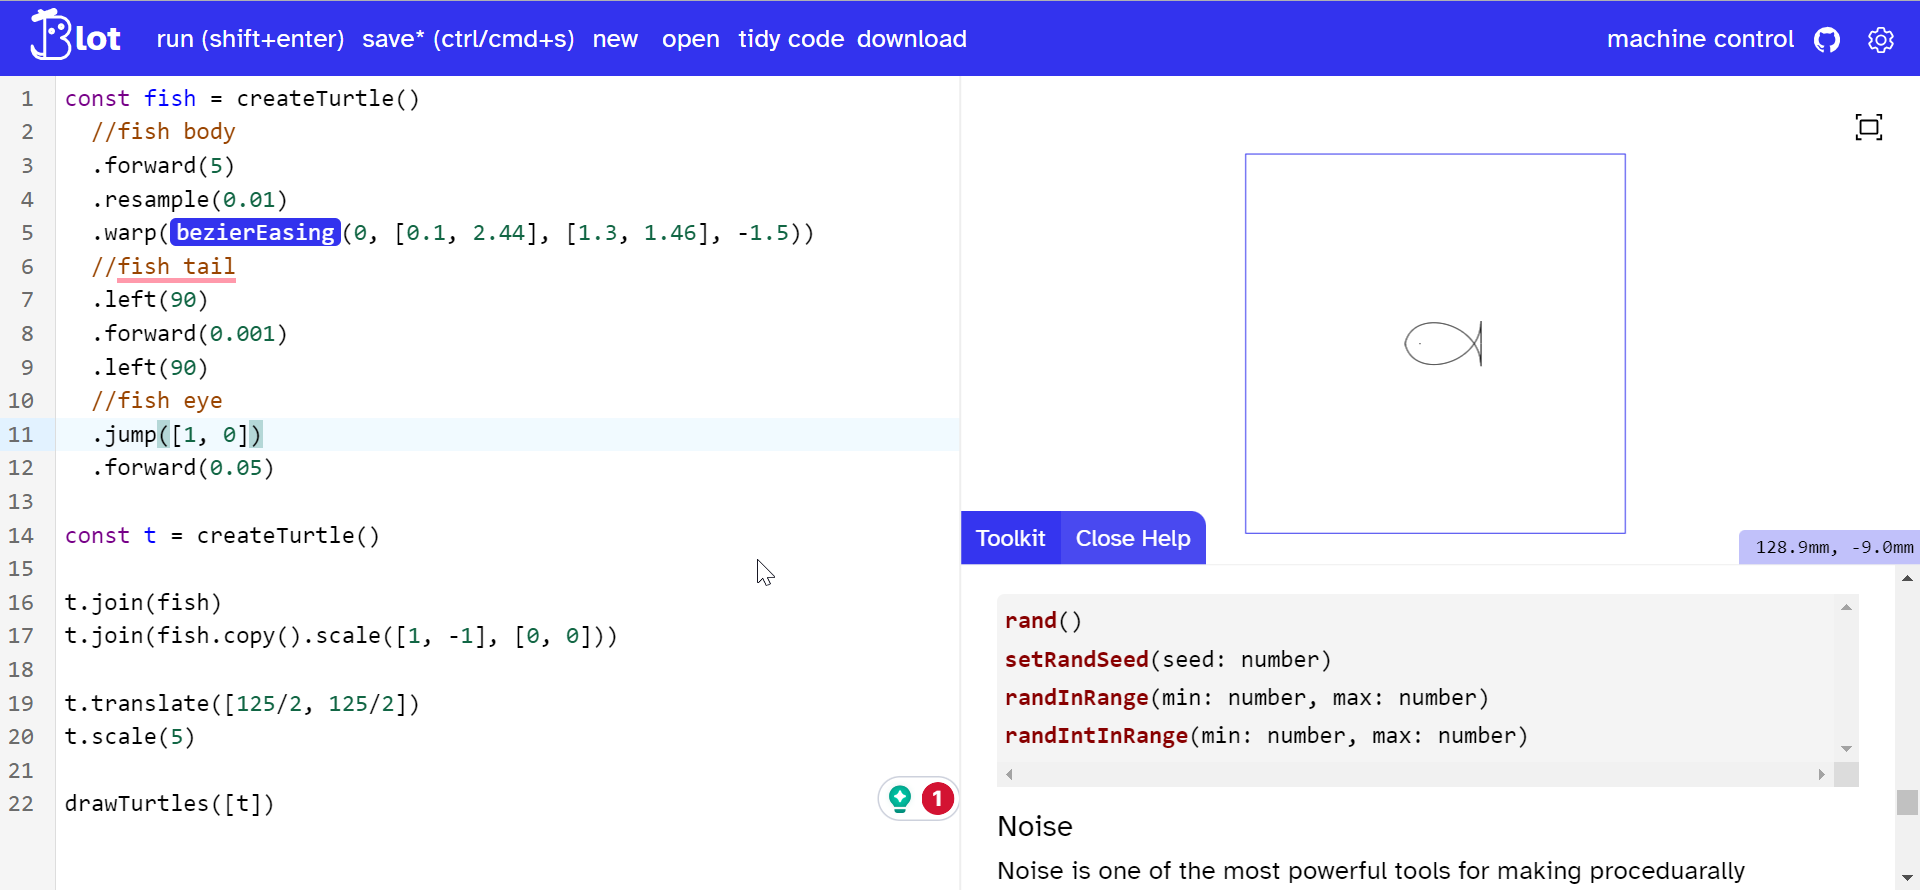 Blot run (shift+enter) save* (ctrl/cmd+s) new open tidy code download machine control
1 const fish = createTurtle()
2 //fish body
3 .forward(5)
4 .resample(0.01)
5 .warp(bezierEasing(0, [0.1, 2.44], [1.3, 1.46], -1.5))
6 //fish tail
7 .left(90)
8 .forward(0.001)
9 .left(90)
10 //fish eye
11 .jump([1, 0])
12 .forward(0.05)
13
14 const t = createTurtle()
15
16 t.join(fish)
17 t.join(fish.copy().scale([1, -1], [0, 0]))
18
19 t.translate([125/2, 125/2])
20 t.scale(5)
21
22 drawTurtles([t])
1
Toolkit Close Help
128.9mm, -9.0mm
rand()
setRandSeed(seed: number)
randInRange(min: number, max: number)
randIntInRange(min: number, max: number)
Noise
Noise is one of the most powerful tools for making proceduarally